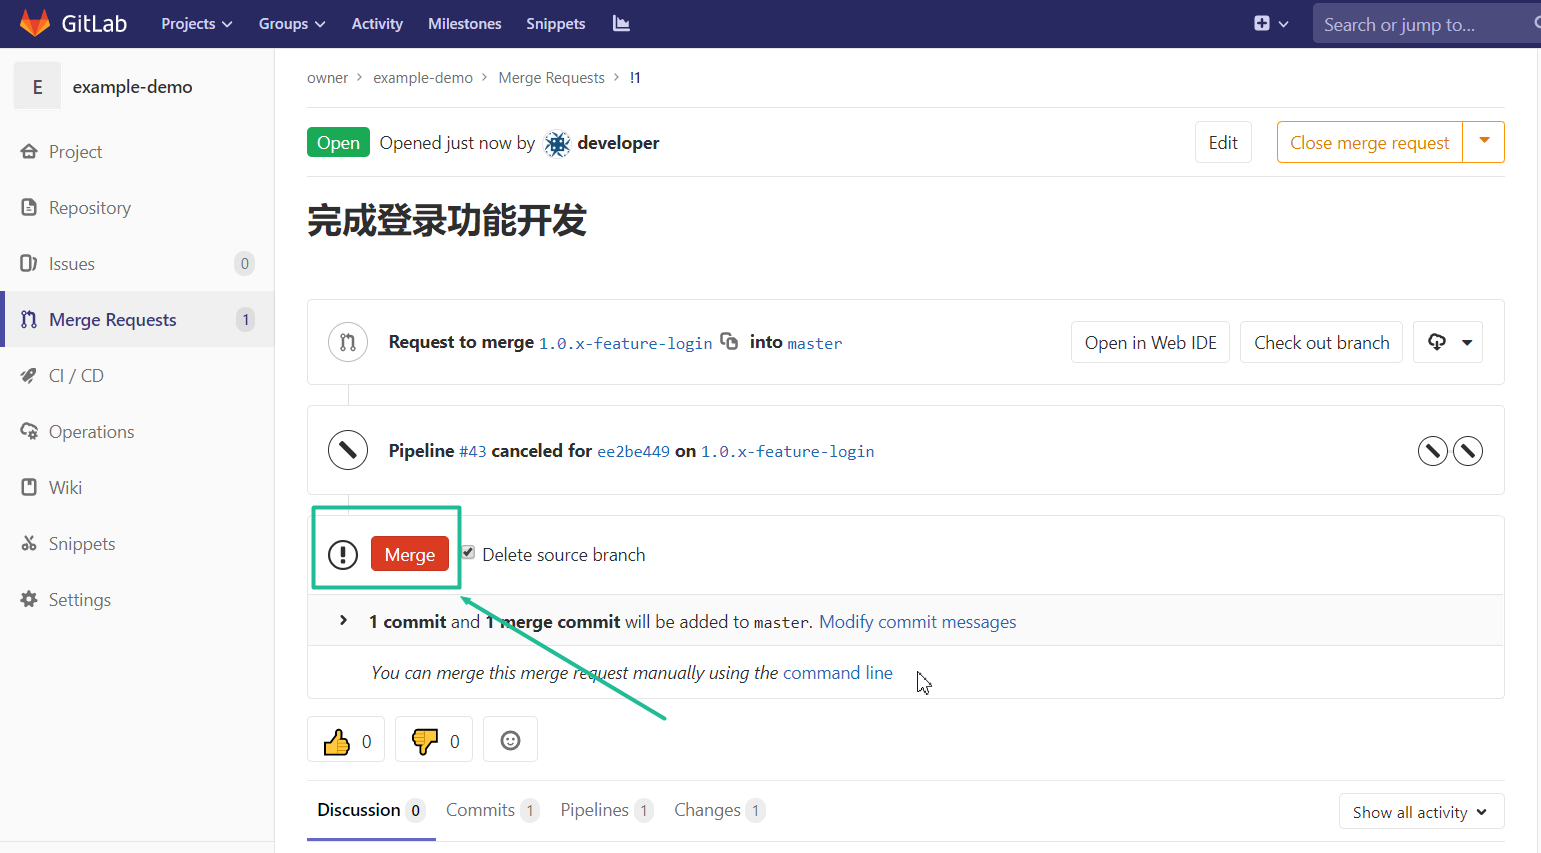 GitLab Projects Groups Activity Milestones Snippets Search or jump to...
E example-demo
Project
Repository
Issues 0
Merge Requests 1
CI / CD
Operations
Wiki
Snippets
Settings
owner > example-demo > Merge Requests > !1
Open Opened just now by developer Edit Close merge request
完成登录功能开发
Request to merge 1.0.x-feature-login into master Open in Web IDE Check out branch
Pipeline #43 canceled for ee2be449 on 1.0.x-feature-login
Merge Delete source branch
1 commit and 1 merge commit will be added to master. Modify commit messages
You can merge this merge request manually using the command line
0 0
Discussion 0 Commits 1 Pipelines 1 Changes 1 Show all activity